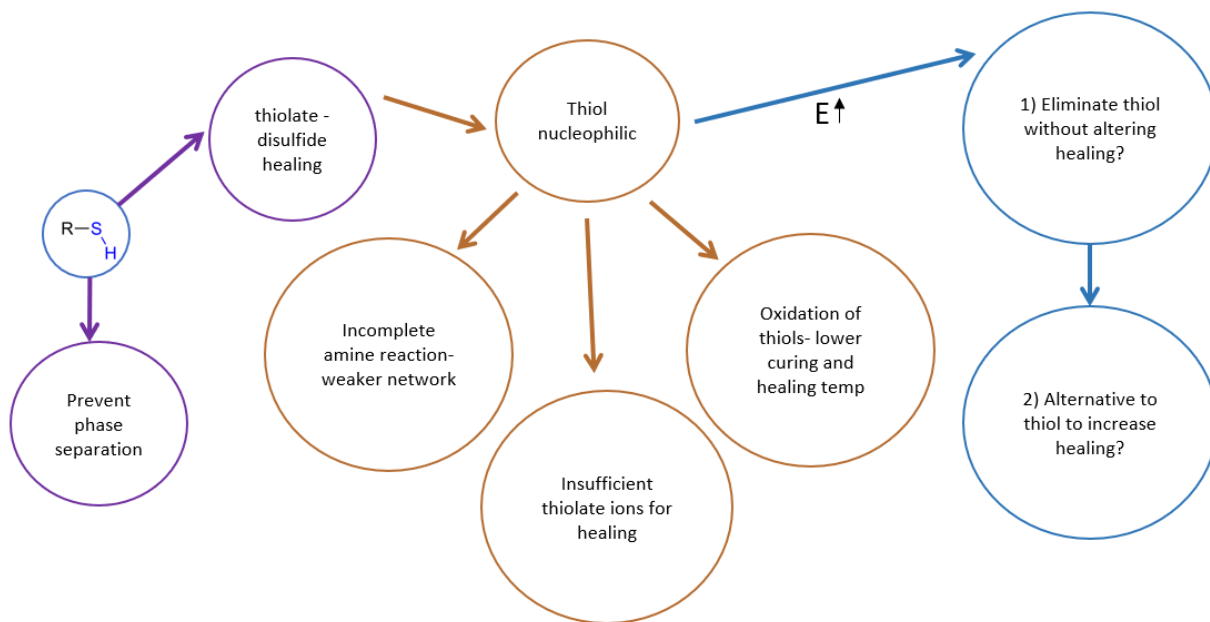 R-S
H
thiolate -
disulfide
healing
Prevent
phase
separation
Thiol
nucleophilic
Incomplete
amine reaction-
weaker network
Insufficient
thiolate ions for
healing
Oxidation of
thiols- lower
curing and
healing temp
E↑
1) Eliminate thiol
without altering
healing?
2) Alternative to
thiol to increase
healing?